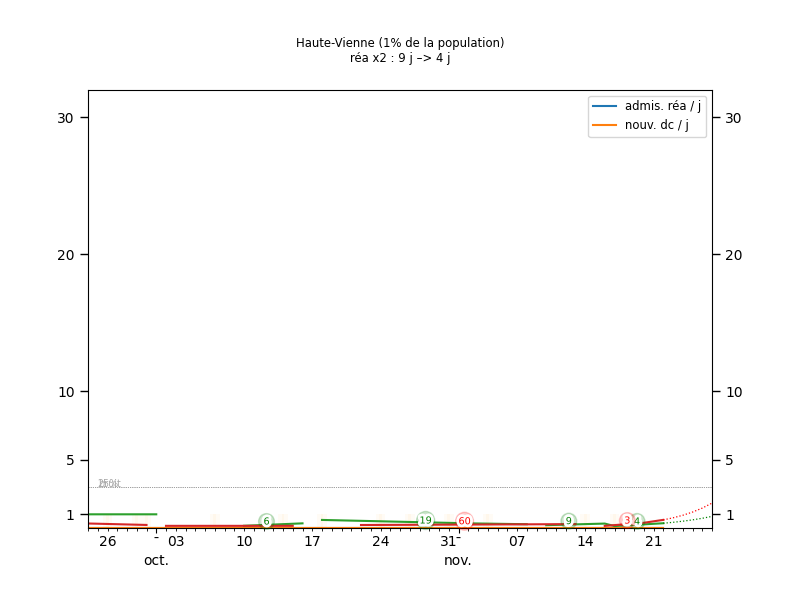 Haute-Vienne (1% de la population)
réa x2 : 9 j –> 4 j
admis. réa / j
nouv. dc / j
30 30
20 20
10 10
5 5
1 1
6 19 60 9 3 4
26 03 10 17 24 31 07 14 21
oct. nov.